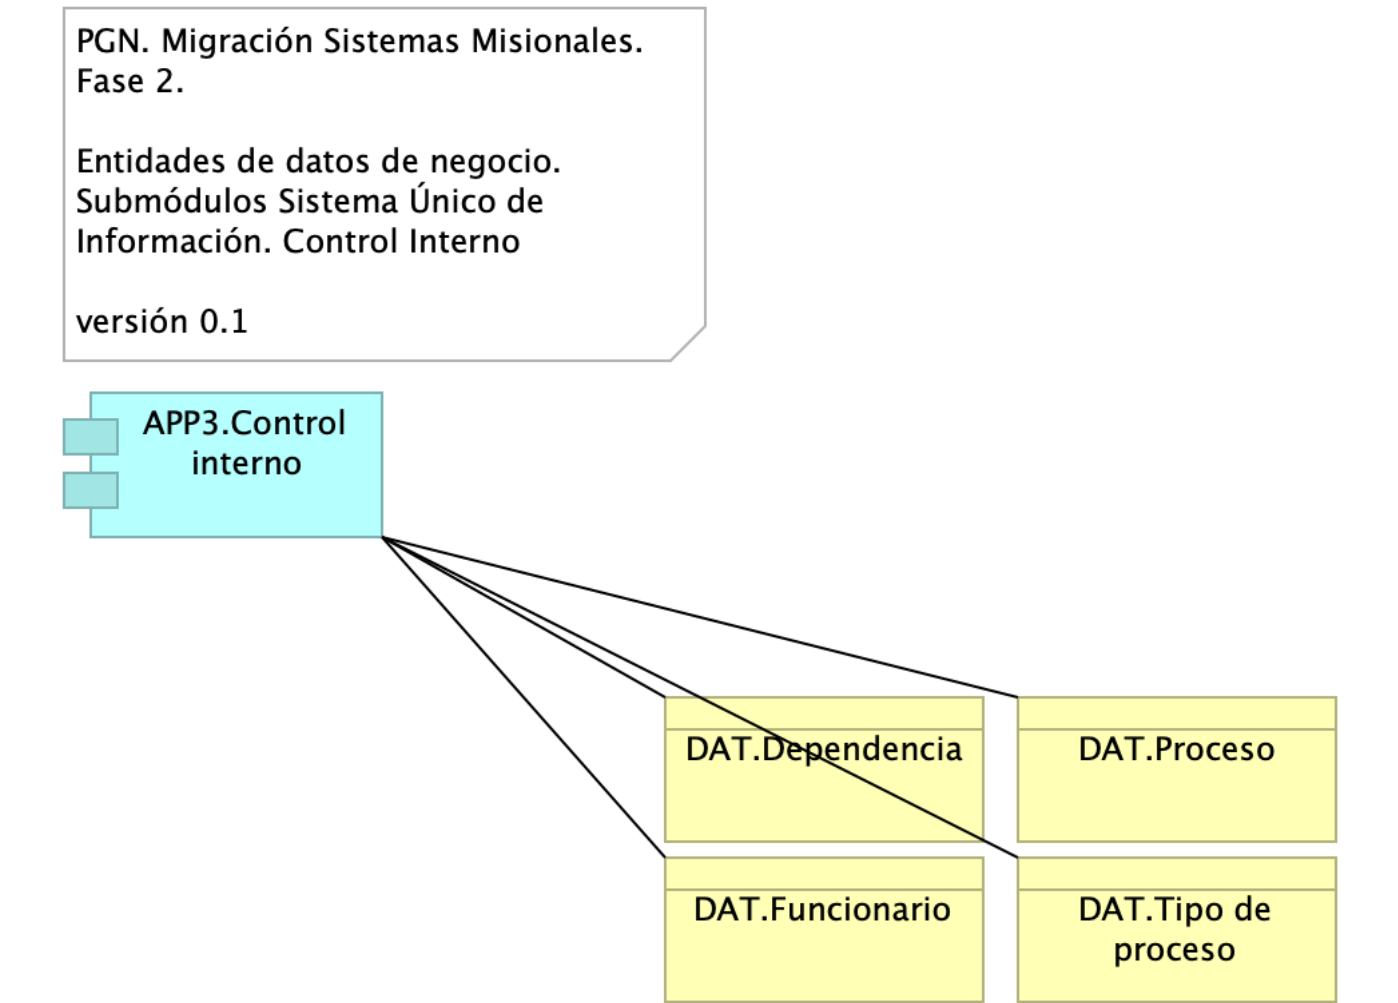 PGN. Migración Sistemas Misionales.
Fase 2.
Entidades de datos de negocio.
Submódulos Sistema Único de
Información. Control Interno
versión 0.1
APP3.Control
interno
DAT.Dependencia
DAT.Proceso
DAT.Funcionario
DAT.Tipo de
proceso